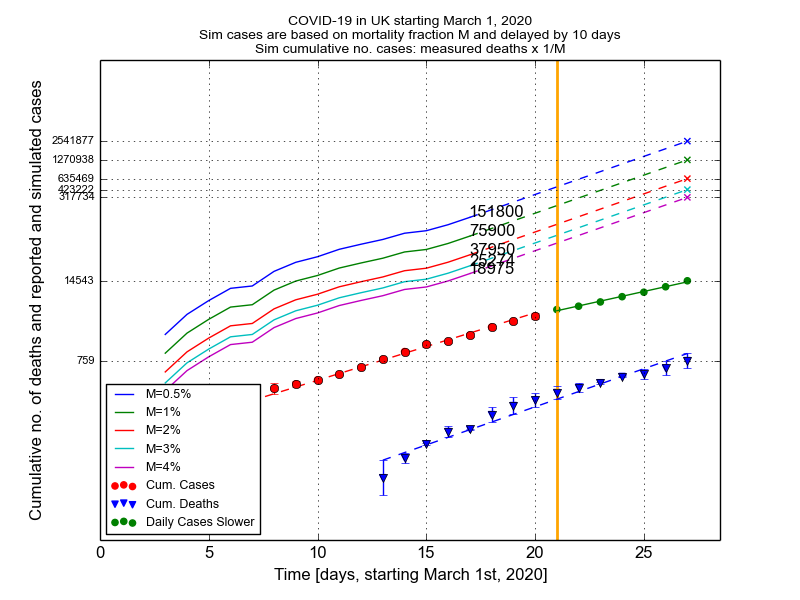 COVID-19 in UK starting March 1, 2020
Sim cases are based on mortality fraction M and delayed by 10 days
Sim cumulative no. cases: measured deaths x 1/M
Cumulative no. of deaths and reported and simulated cases
2541877
1270938
635469
423222
317734
14543
759
151800
75900
37950
25274
18975
M=0.5%
M=1%
M=2%
M=3%
M=4%
Cum. Cases
Cum. Deaths
Daily Cases Slower
0 5 10 15 20 25
Time [days, starting March 1st, 2020]